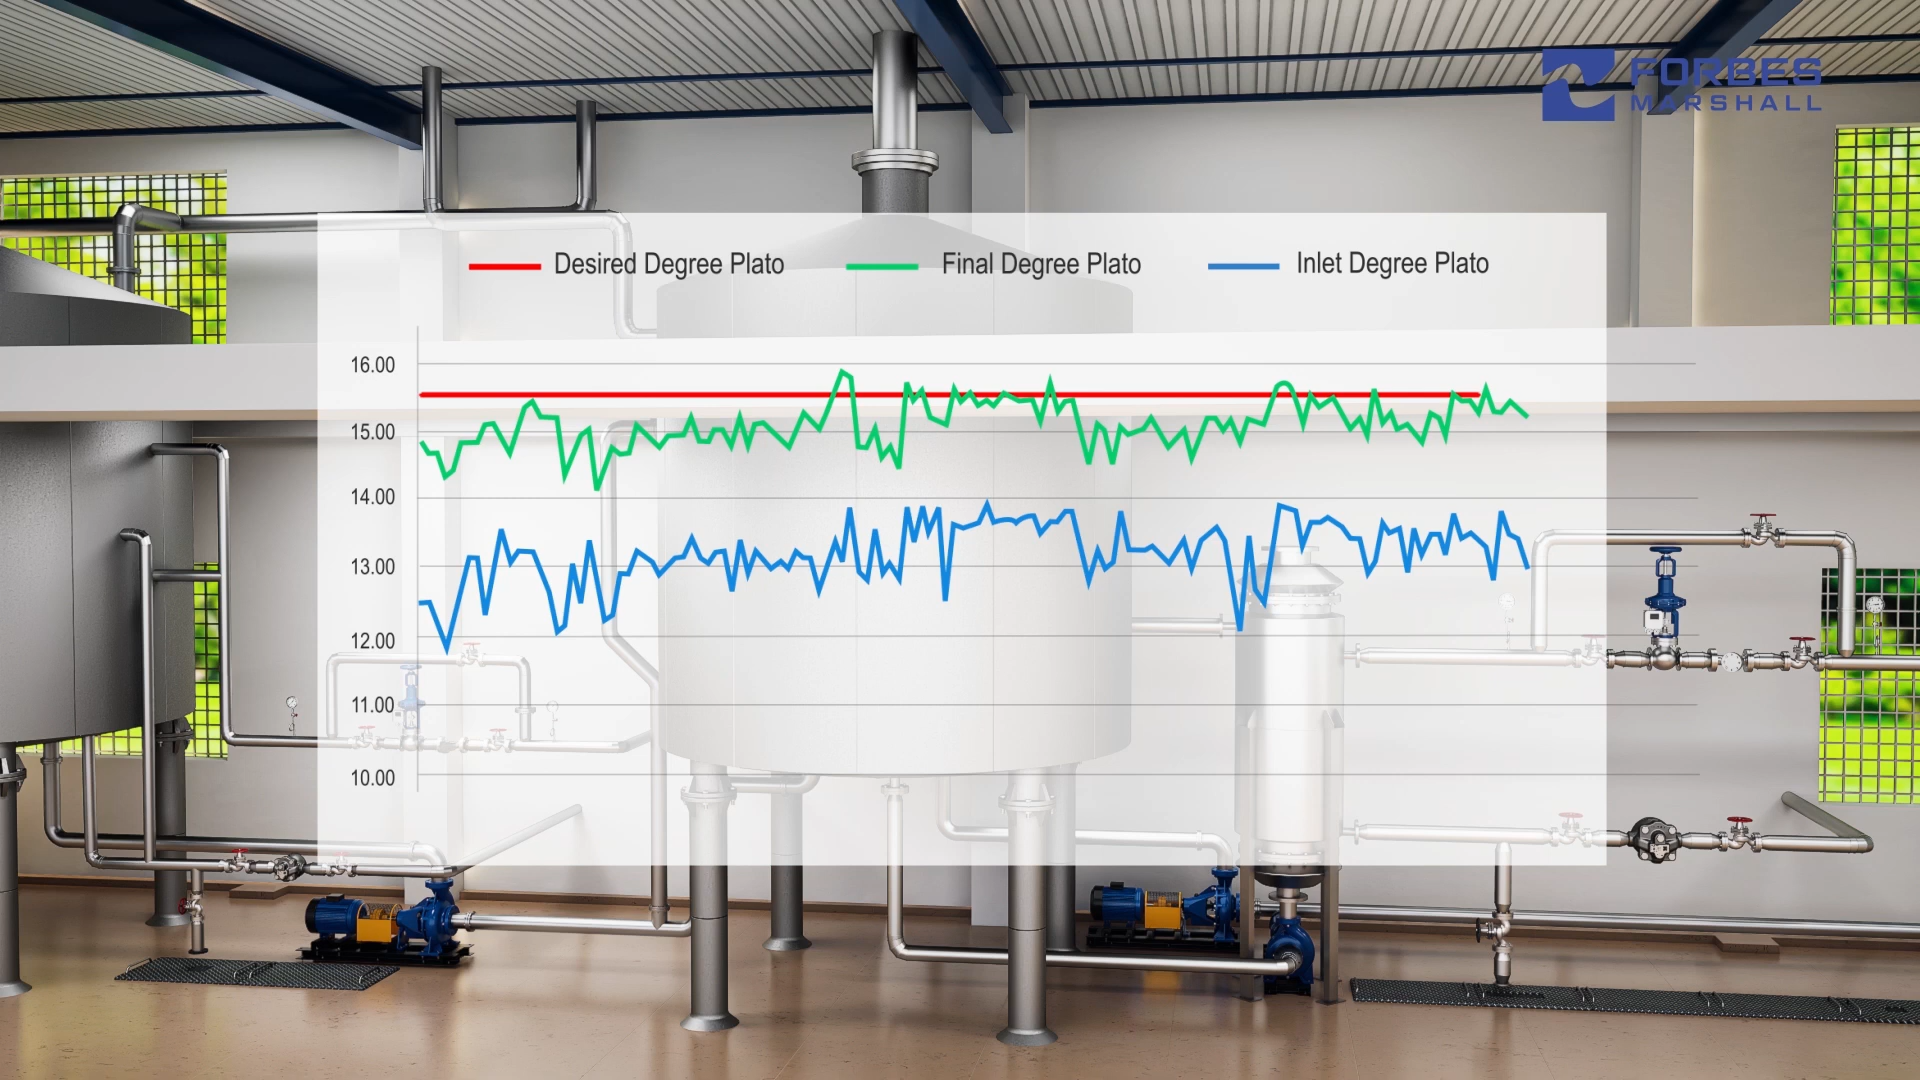 FORBES
MARSHALL
Desired Degree Plato
Final Degree Plato
Inlet Degree Plato
16.00
15.00
14.00
13.00
12.00
11.00
10.00